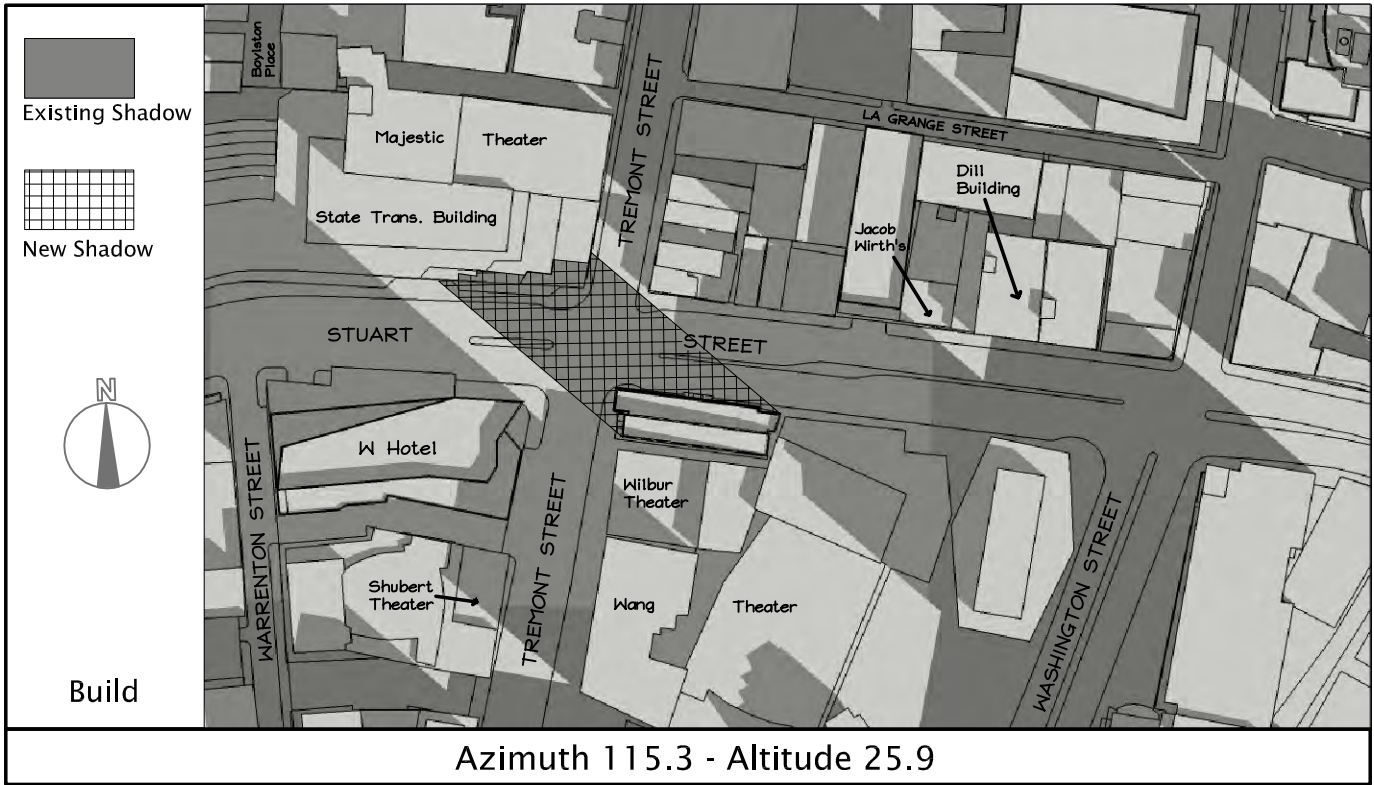 Existing Shadow
New Shadow
N
Build
Boylston
Place
Majestic
Theater
State Trans. Building
TREMONT STREET
LA GRANGE STREET
Dill
Building
Jacob
Wirth's
STUART
STREET
W Hotel
WARRENTON STREET
Wilbur
Theater
TREMONT STREET
Shubert
Theater
Wang
Theater
WASHINGTON STREET
Azimuth 115.3 - Altitude 25.9